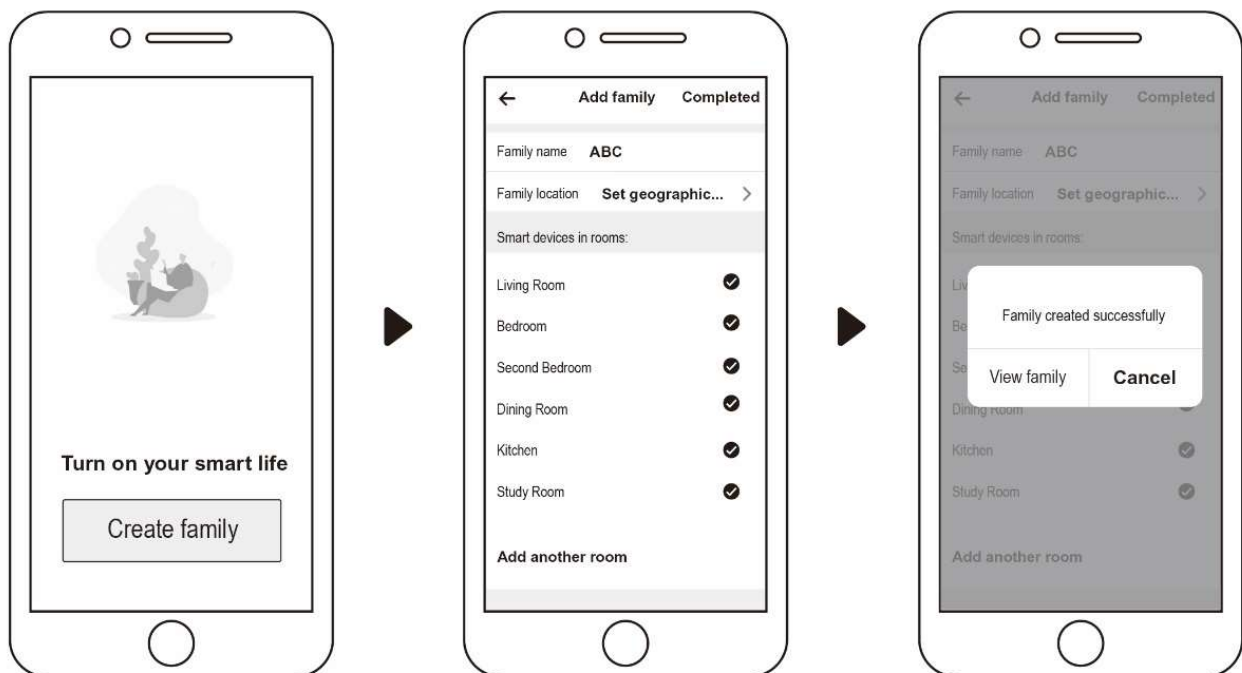 Turn on your smart life
Create family
Add family Completed
Family name ABC
Family location Set geographic...
Smart devices in rooms:
Living Room
Bedroom
Second Bedroom
Dining Room
Kitchen
Study Room
Add another room
Add family Completed
Family name ABC
Family location Set geographic...
Smart devices in rooms:
Liv
Be
Se
Family created successfully
View family Cancel
Dining Room
Kitchen
Study Room
Add another room